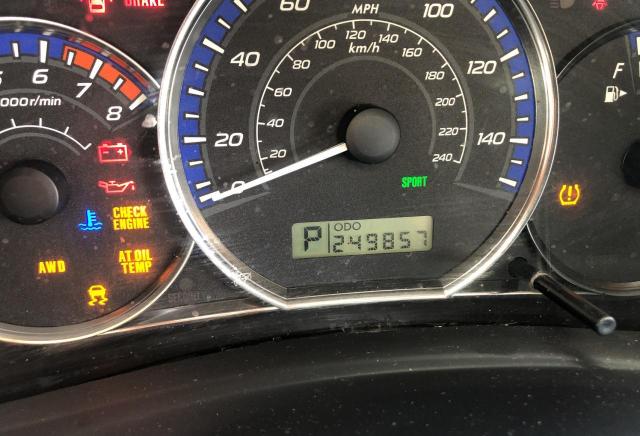 BRAKE
60
MPH
100
5
6
7
8
000r/min
100
120
140
km/h
40
80
160
120
60
180
40
200
20
220
140
20
240
0
F
SPORT
CHECK
ENGINE
AWD
AT OIL
TEMP
P
ODO
249857